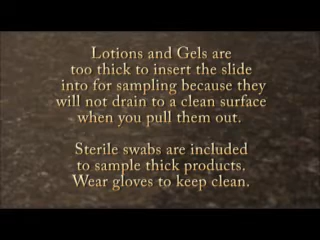 Lotions and Gels are
too thick to insert the slide
into for sampling because they
will not drain to a clean surface
when you pull them out.
Sterile swabs are included
to sample thick products.
Wear gloves to keep clean.